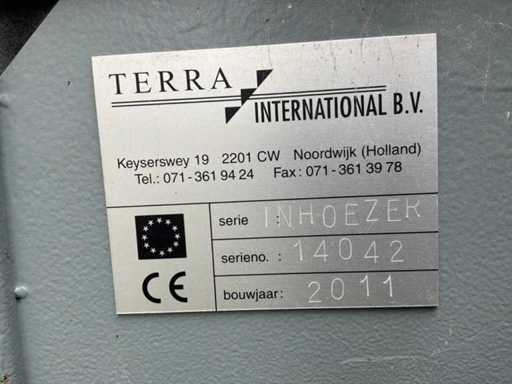 TERRA
INTERNATIONAL B.V.
Keyserswey 19 2201 CW Noordwijk (Holland)
Tel.: 071-361 94 24 Fax: 071-361 39 78
serie : INHOEZER
serieno. : 14042
bouwjaar: 2011
CE